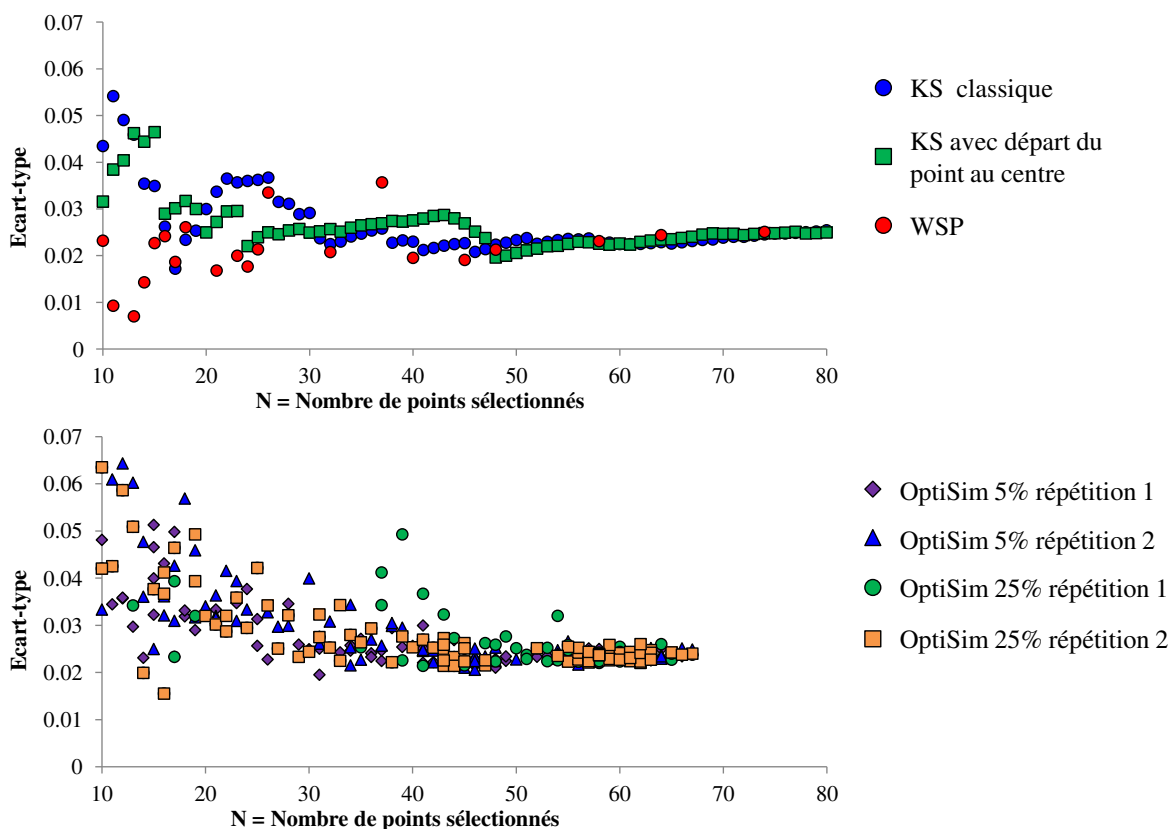 0.07
0.06
0.05
0.04
0.03
0.02
0.01
0
Ecart-type
10 20 30 40 50 60 70 80
N = Nombre de points sélectionnés
KS classique
KS avec départ du
point au centre
WSP
0.07
0.06
0.05
0.04
0.03
0.02
0.01
0
Ecart-type
10 20 30 40 50 60 70 80
N = Nombre de points sélectionnés
OptiSim 5% répétition 1
OptiSim 5% répétition 2
OptiSim 25% répétition 1
OptiSim 25% répétition 2